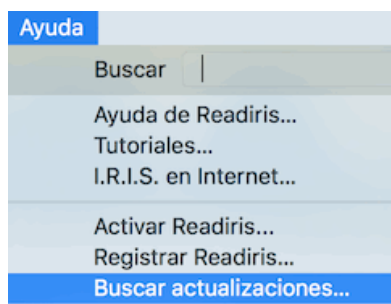 Ayuda
Buscar
Ayuda de Readiris...
Tutoriales...
I.R.I.S. en Internet...
Activar Readiris...
Registrar Readiris...
Buscar actualizaciones...